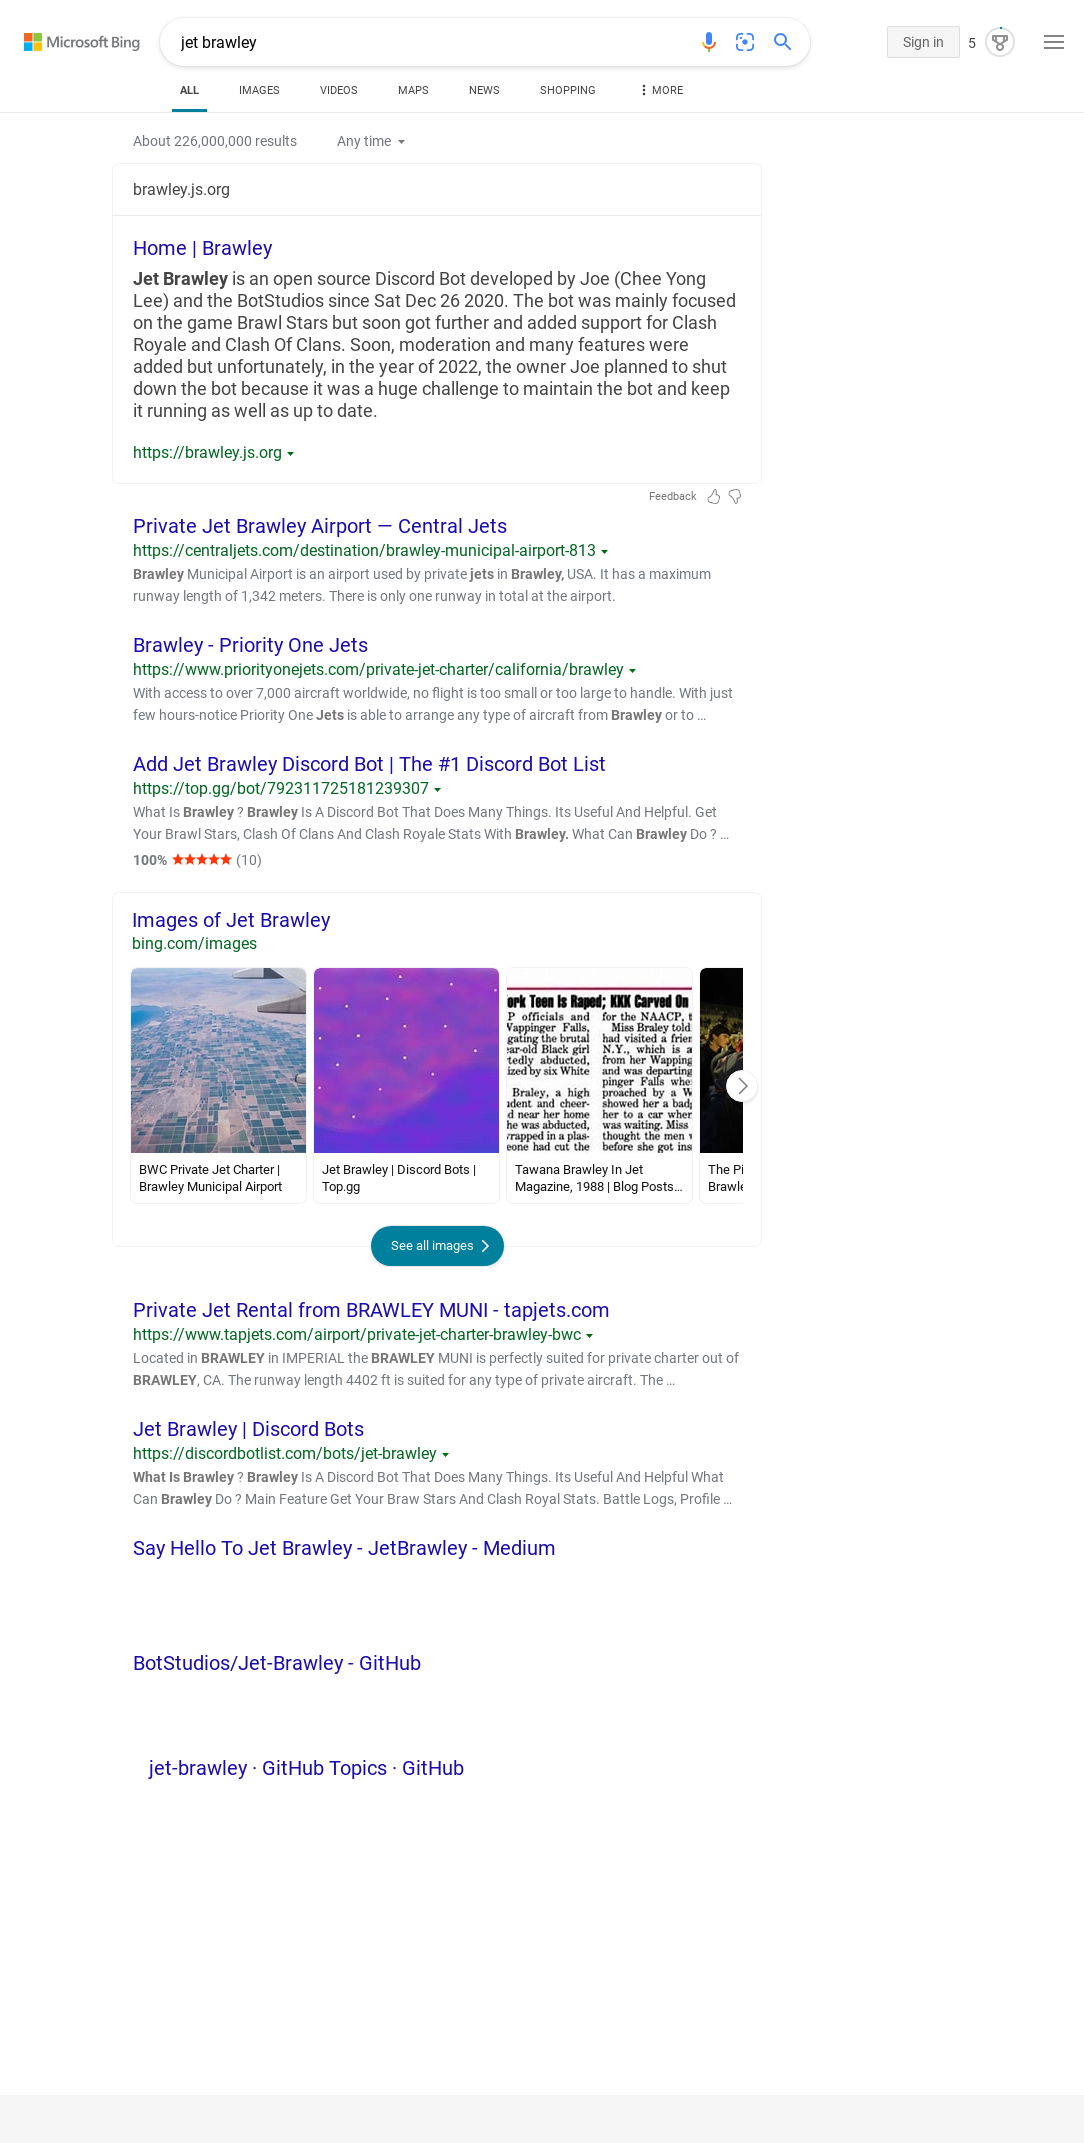 Microsoft Bing
jet brawley
Sign in
5
ALL
IMAGES
VIDEOS
MAPS
NEWS
SHOPPING
MORE
About 226,000,000 results
Any time
brawley.js.org
Home | Brawley
Jet Brawley is an open source Discord Bot developed by Joe (Chee Yong
Lee) and the BotStudios since Sat Dec 26 2020. The bot was mainly focused
on the game Brawl Stars but soon got further and added support for Clash
Royale and Clash Of Clans. Soon, moderation and many features were
added but unfortunately, in the year of 2022, the owner Joe planned to shut
down the bot because it was a huge challenge to maintain the bot and keep
it running as well as up to date.
https://brawley.js.org
Feedback
Private Jet Brawley Airport — Central Jets
https://centraljets.com/destination/brawley-municipal-airport-813
Brawley Municipal Airport is an airport used by private jets in Brawley, USA. It has a maximum
runway length of 1,342 meters. There is only one runway in total at the airport.
Brawley - Priority One Jets
https://www.priorityonejets.com/private-jet-charter/california/brawley
With access to over 7,000 aircraft worldwide, no flight is too small or too large to handle. With just
few hours-notice Priority One Jets is able to arrange any type of aircraft from Brawley or to …
Add Jet Brawley Discord Bot | The #1 Discord Bot List
https://top.gg/bot/792311725181239307
What Is Brawley ? Brawley Is A Discord Bot That Does Many Things. Its Useful And Helpful. Get
Your Brawl Stars, Clash Of Clans And Clash Royale Stats With Brawley. What Can Brawley Do ? …
100% ★★★★★ (10)
Images of Jet Brawley
bing.com/images
ork Teen Is Raped; KKK Carved On
P officials and
Wappinger Falls,
gating the brutal
ear-old Black girl
rtedly abducted,
ized by six White
Braley, a high
udent and cheer-
d near her home
he was abducted,
wrapped in a plas-
eone had cut the
for the NAACP, t
Miss Braley told
had visited a frien
N.Y., which is a
from her Wapping
and was departing
pinger Falls whe
proached by a W
showed her a badg
her to a car when
was waiting. Miss
thought the men w
before she got ins
BWC Private Jet Charter |
Brawley Municipal Airport
Jet Brawley | Discord Bots |
Top.gg
Tawana Brawley In Jet
Magazine, 1988 | Blog Posts…
The Pi
Brawle
See all images
Private Jet Rental from BRAWLEY MUNI - tapjets.com
https://www.tapjets.com/airport/private-jet-charter-brawley-bwc
Located in BRAWLEY in IMPERIAL the BRAWLEY MUNI is perfectly suited for private charter out of
BRAWLEY, CA. The runway length 4402 ft is suited for any type of private aircraft. The …
Jet Brawley | Discord Bots
https://discordbotlist.com/bots/jet-brawley
What Is Brawley ? Brawley Is A Discord Bot That Does Many Things. Its Useful And Helpful What
Can Brawley Do ? Main Feature Get Your Braw Stars And Clash Royal Stats. Battle Logs, Profile …
Say Hello To Jet Brawley - JetBrawley - Medium
BotStudios/Jet-Brawley - GitHub
jet-brawley · GitHub Topics · GitHub